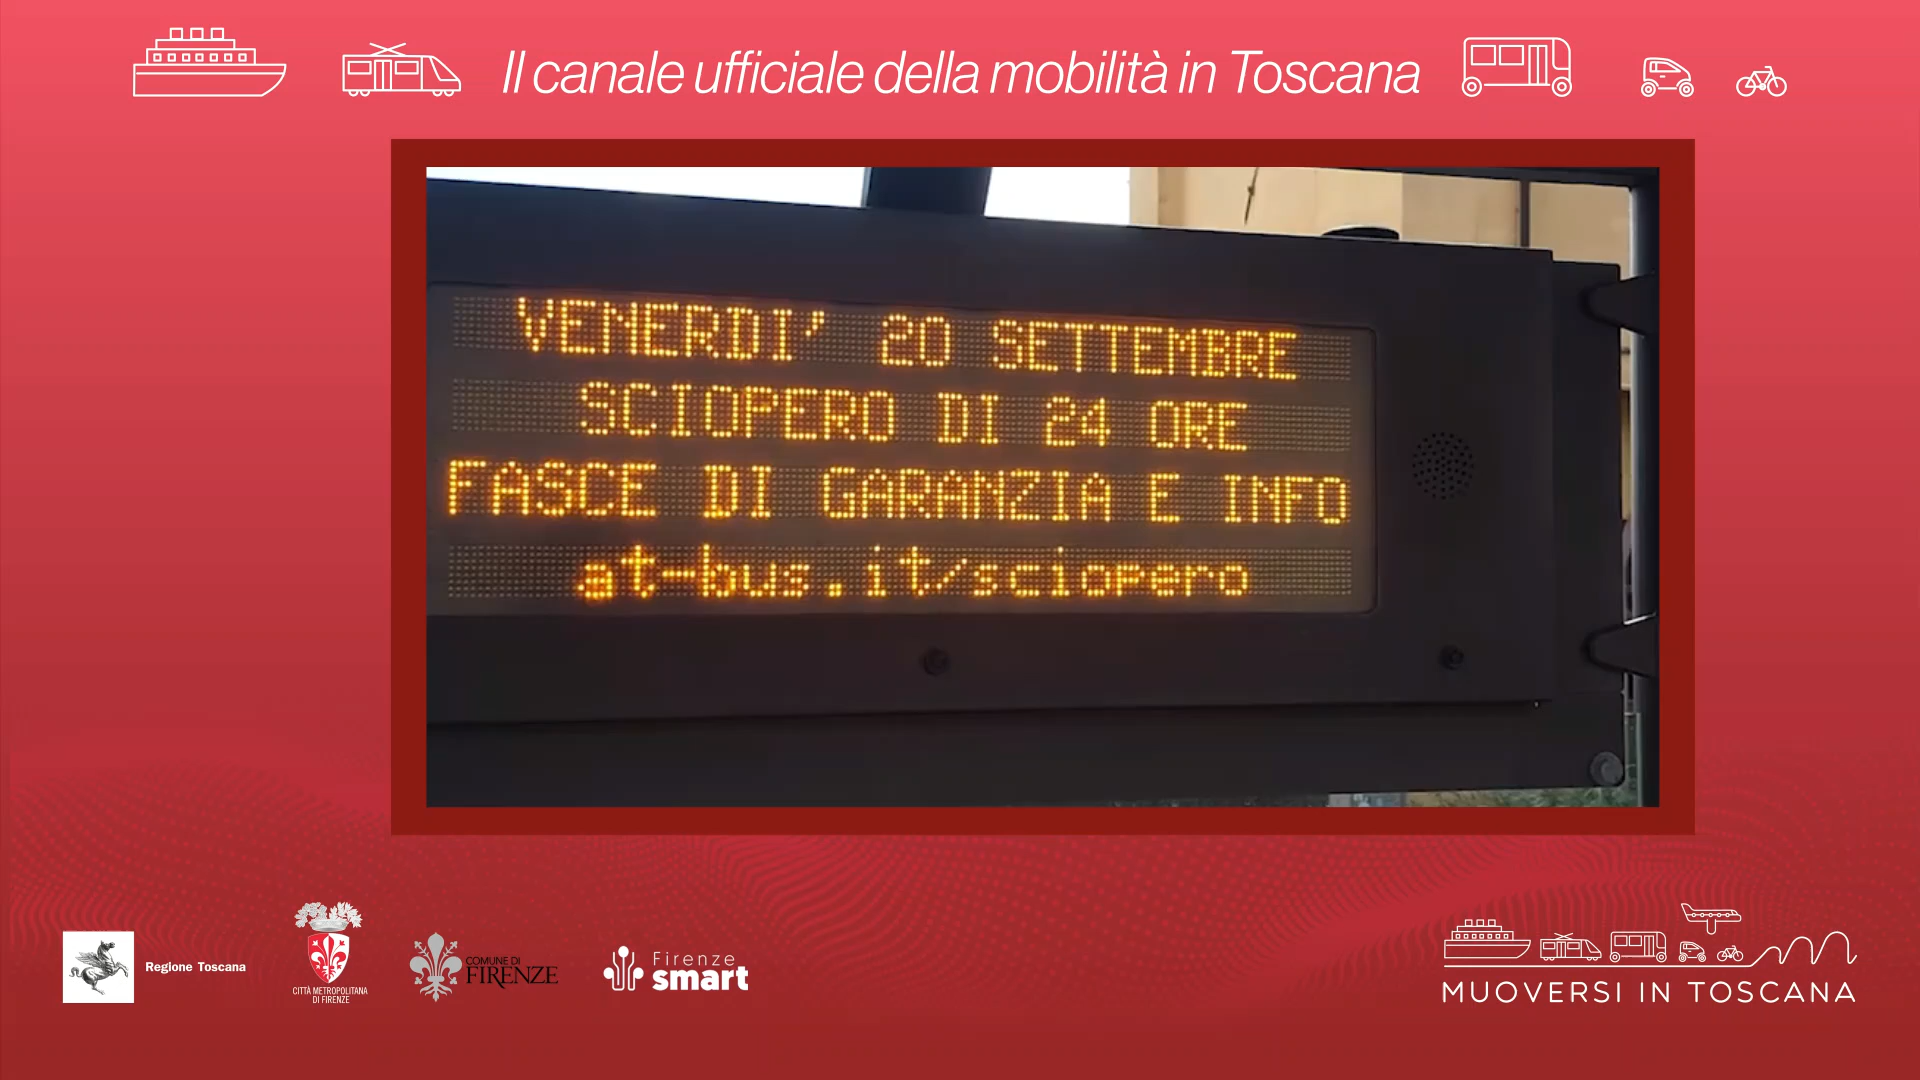 Il canale ufficiale della mobilità in Toscana
VENERDI' 20 SETTEMBRE
SCIOPERO DI 24 ORE
FASCE DI GARANZIA E INFO
at-bus.it/sciopero
Regione Toscana
CITTÀ METROPOLITANA
DI FIRENZE
COMUNE DI
FIRENZE
Firenze
smart
MUOVERSI IN TOSCANA